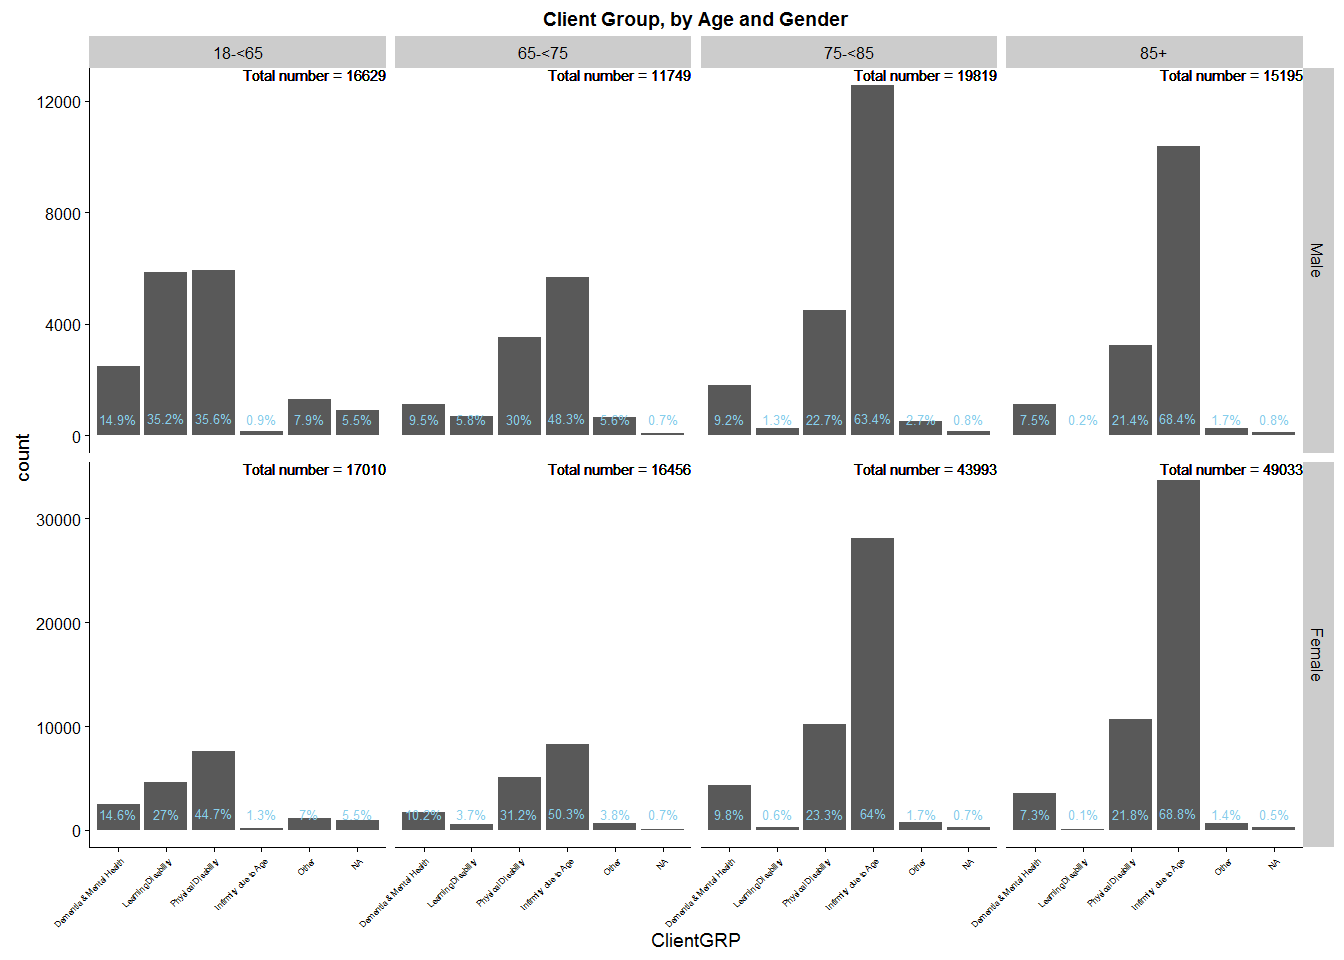 Client Group, by Age and Gender
18-<65
65-<75
75-<85
85+
Total number = 16629
Total number = 11749
Total number = 19819
Total number = 15195
12000
8000
4000
0
14.9%
35.2%
35.6%
0.9%
7.9%
5.5%
9.5%
5.8%
30%
48.3%
5.6%
0.7%
9.2%
1.3%
22.7%
63.4%
2.7%
0.8%
7.5%
0.2%
21.4%
68.4%
1.7%
0.8%
Male
count
Total number = 17010
Total number = 16456
Total number = 43993
Total number = 49033
30000
20000
10000
0
14.6%
27%
44.7%
1.3%
7%
5.5%
10.2%
3.7%
31.2%
50.3%
3.8%
0.7%
9.8%
0.6%
23.3%
64%
1.7%
0.7%
7.3%
0.1%
21.8%
68.8%
1.4%
0.5%
Female
Dementia & Mental Health
Learning Disability
Physical Disability
Infirmity due to Age
Other
NA
Dementia & Mental Health
Learning Disability
Physical Disability
Infirmity due to Age
Other
NA
Dementia & Mental Health
Learning Disability
Physical Disability
Infirmity due to Age
Other
NA
Dementia & Mental Health
Learning Disability
Physical Disability
Infirmity due to Age
Other
NA
ClientGRP